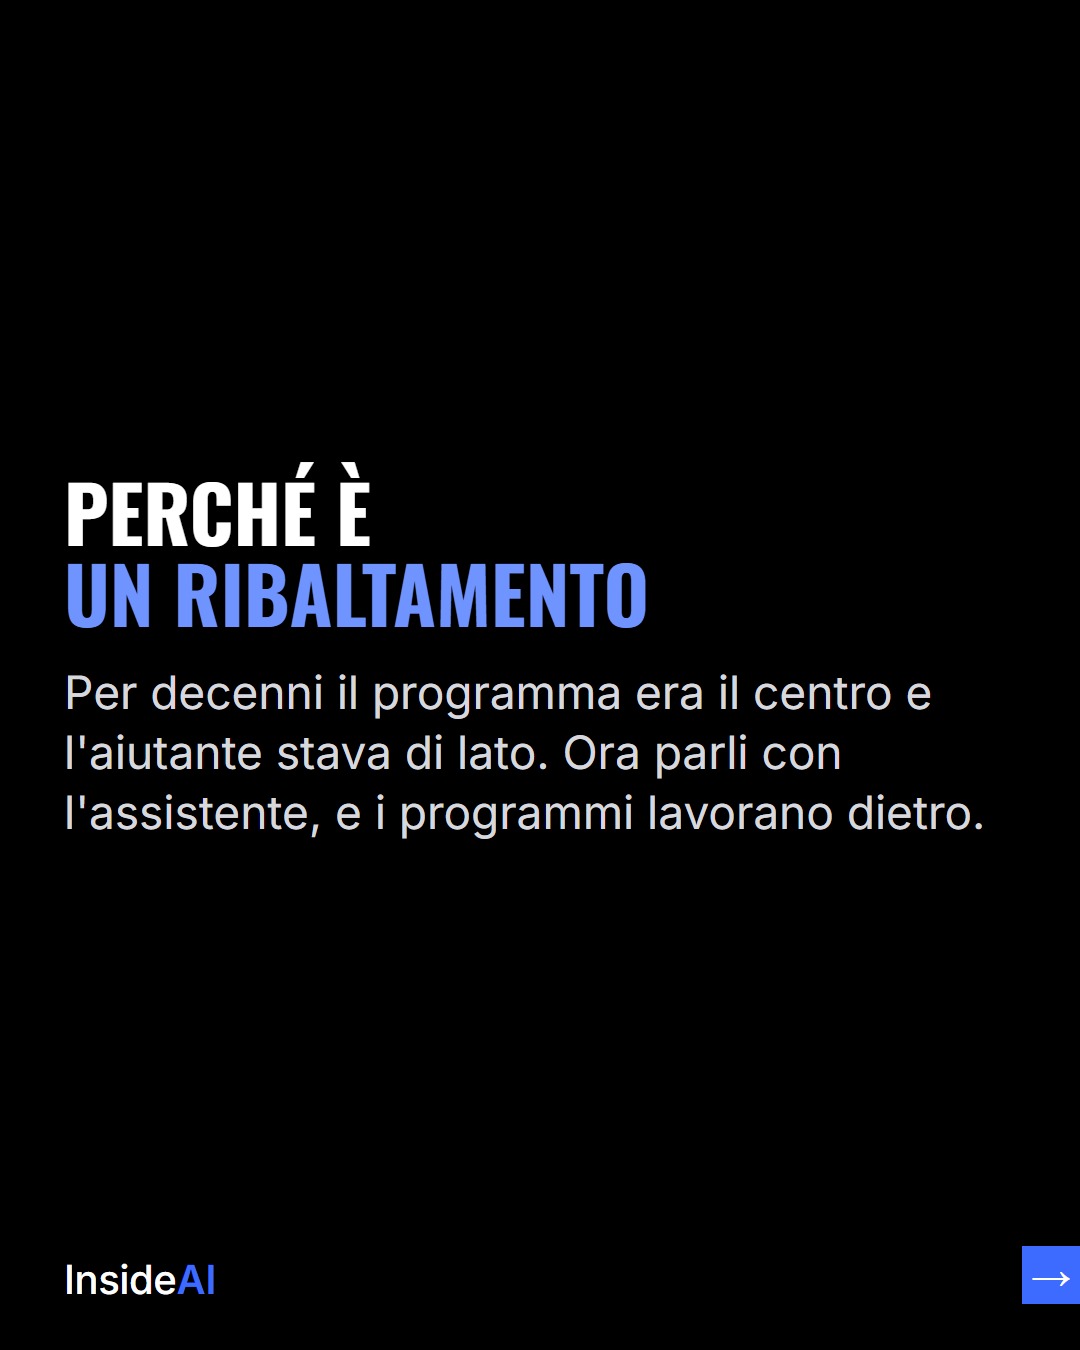 PERCHÉ È
UN RIBALTAMENTO
Per decenni il programma era il centro e
l'aiutante stava di lato. Ora parli con
l'assistente, e i programmi lavorano dietro.
InsideAI
→